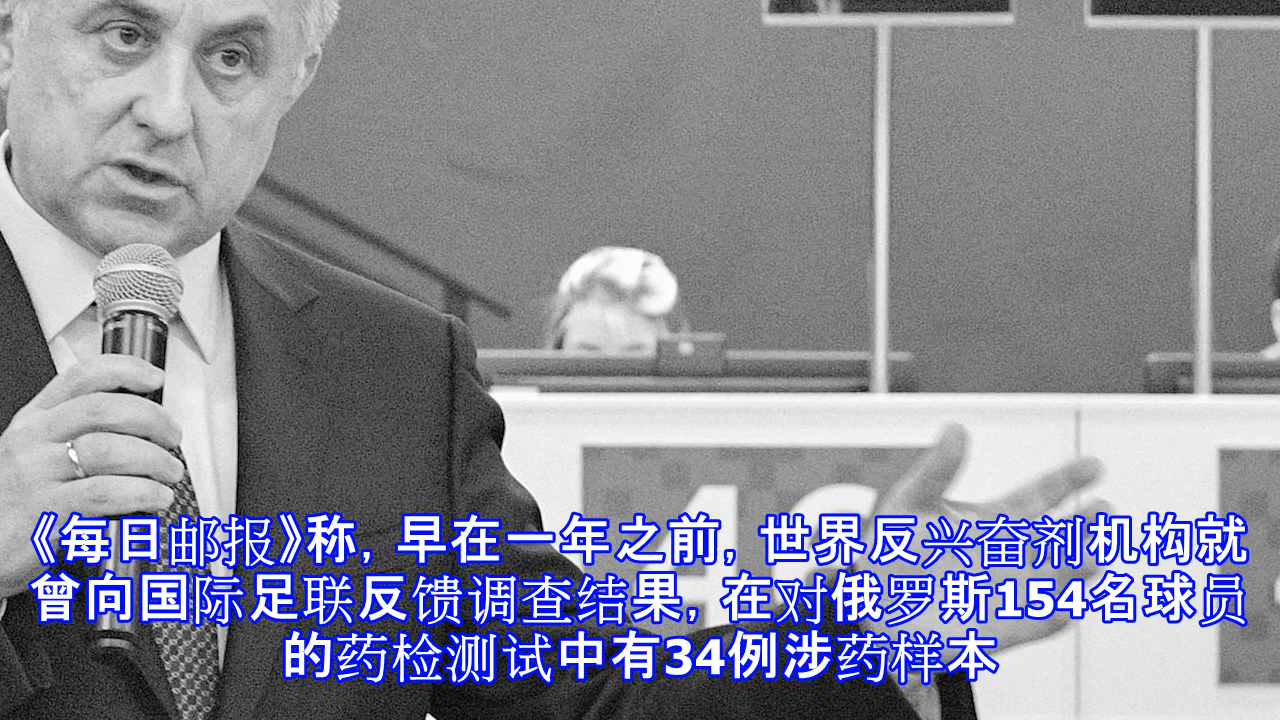 《每日邮报》称, 早在一年之前, 世界反兴奋剂机构就
曾向国际足联反馈调查结果, 在对俄罗斯154名球员
的药检测试中有34例涉药样本